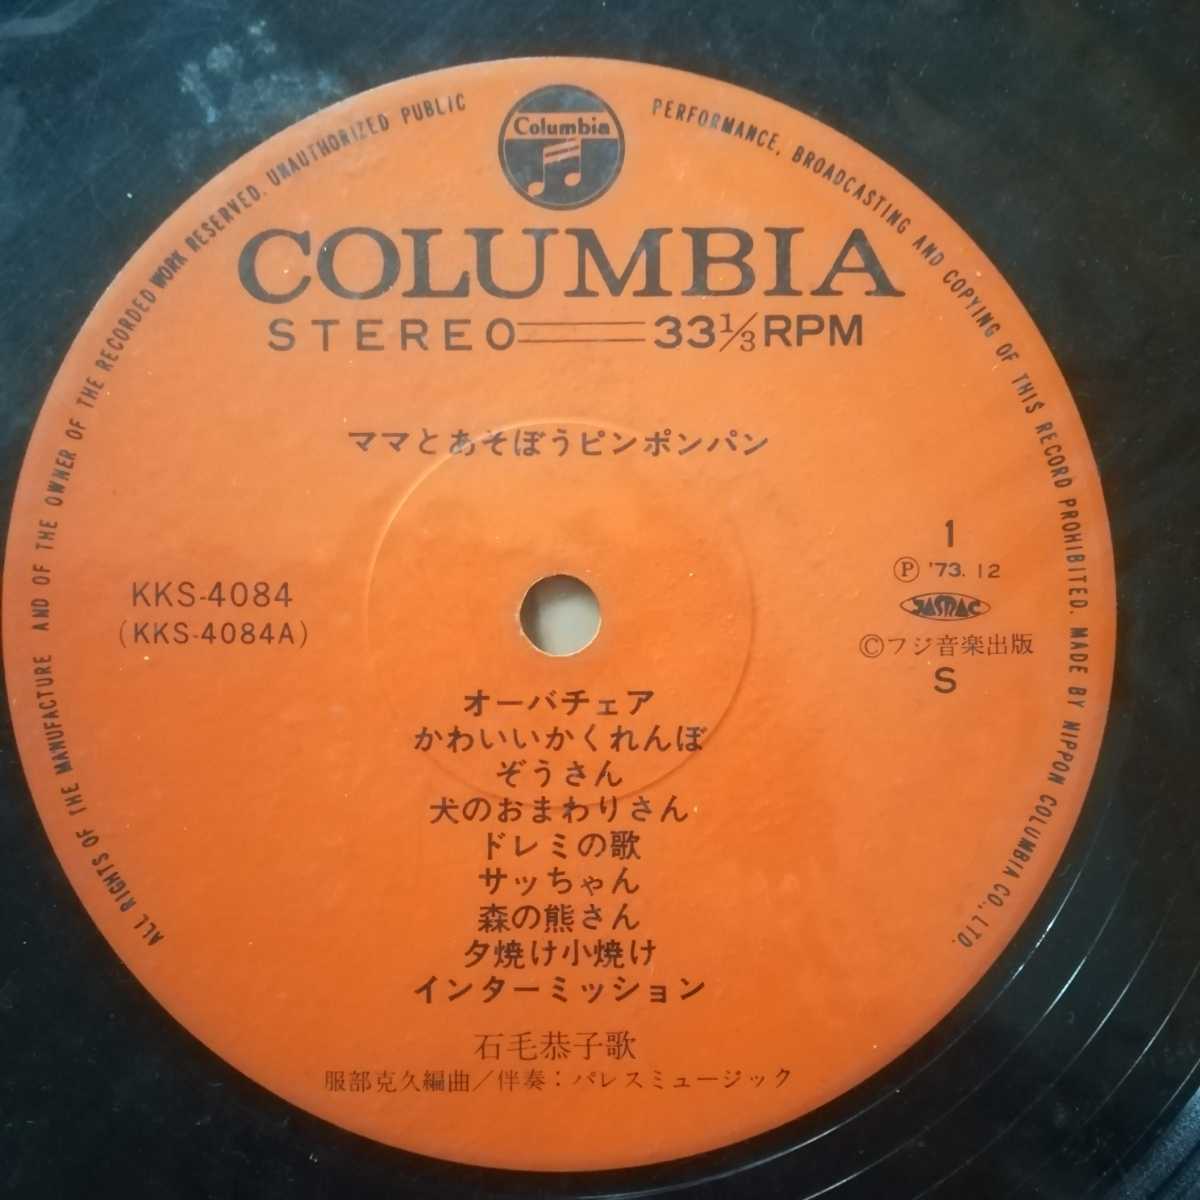 ALL RIGHTS OF THE MANUFACTURE AND OF THE OWNER OF THE RECORDED WORK RESERVED. UNAUTHORIZED PUBLIC PERFORMANCE, BROADCASTING AND COPYING OF THIS RECORD PROHIBITED. MADE BY NIPPON COLUMBIA CO., LTD.
Columbia
COLUMBIA
STEREO 33⅓RPM
ママとあそぼうピンポンパン
1
Ⓟ '73.12
JASRAC
Ⓒフジ音楽出版
S
KKS-4084
(KKS-4084A)
オーバチェア
かわいいかくれんぼ
ぞうさん
犬のおまわりさん
ドレミの歌
サッちゃん
森の熊さん
夕焼け小焼け
インターミッション
石毛恭子歌
服部克久編曲/伴奏:パレスミュージック